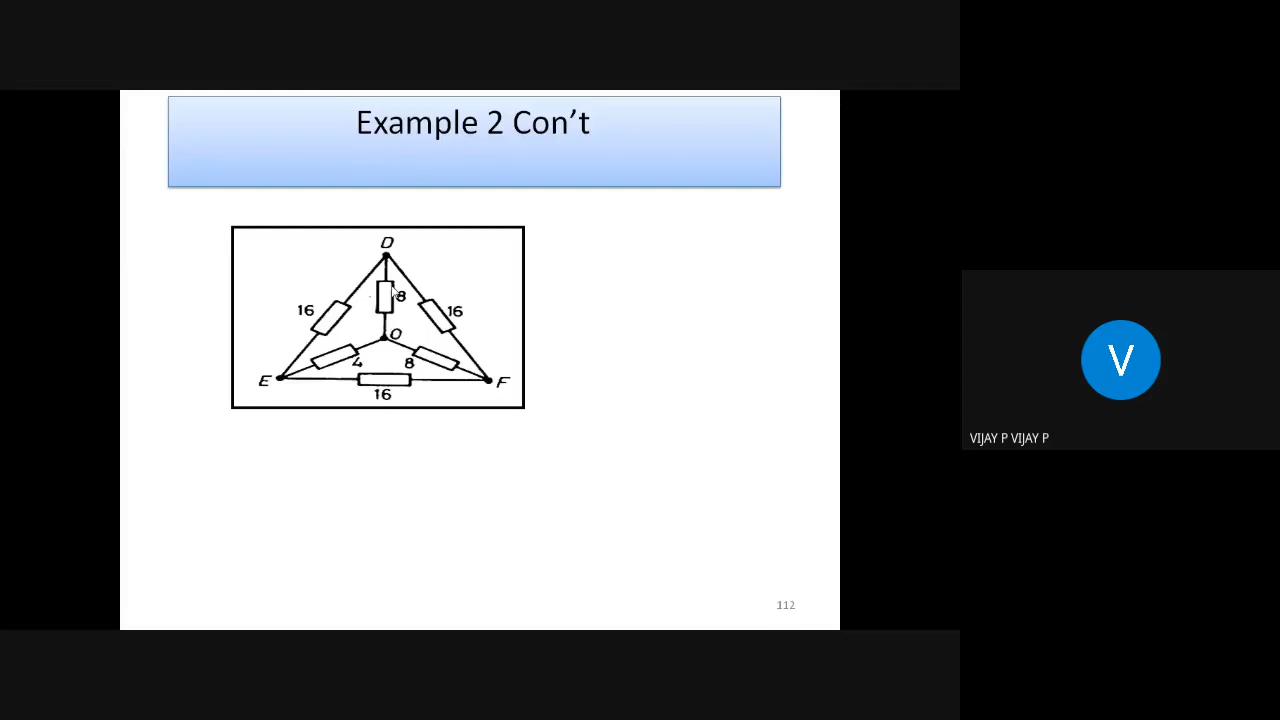 Example 2 Con’t
D
16
8
16
O
4
8
E
F
16
112
V
VIJAY P VIJAY P